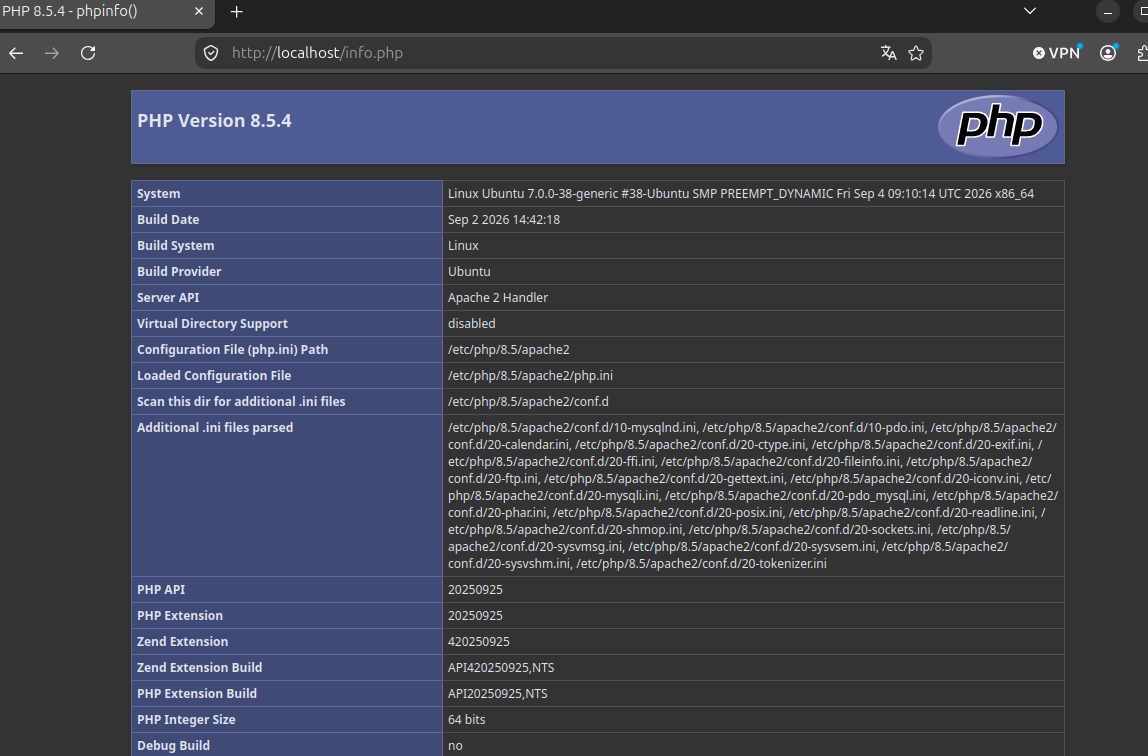 PHP 8.5.4 - phpinfo()
http://localhost/info.php
VPN
PHP Version 8.5.4
php
System Linux Ubuntu 7.0.0-38-generic #38-Ubuntu SMP PREEMPT_DYNAMIC Fri Sep 4 09:10:14 UTC 2026 x86_64
Build Date Sep 2 2026 14:42:18
Build System Linux
Build Provider Ubuntu
Server API Apache 2 Handler
Virtual Directory Support disabled
Configuration File (php.ini) Path /etc/php/8.5/apache2
Loaded Configuration File /etc/php/8.5/apache2/php.ini
Scan this dir for additional .ini files /etc/php/8.5/apache2/conf.d
Additional .ini files parsed /etc/php/8.5/apache2/conf.d/10-mysqlnd.ini, /etc/php/8.5/apache2/conf.d/10-pdo.ini, /etc/php/8.5/apache2/
conf.d/20-calendar.ini, /etc/php/8.5/apache2/conf.d/20-ctype.ini, /etc/php/8.5/apache2/conf.d/20-exif.ini, /
etc/php/8.5/apache2/conf.d/20-ffi.ini, /etc/php/8.5/apache2/conf.d/20-fileinfo.ini, /etc/php/8.5/apache2/
conf.d/20-ftp.ini, /etc/php/8.5/apache2/conf.d/20-gettext.ini, /etc/php/8.5/apache2/conf.d/20-iconv.ini, /etc/
php/8.5/apache2/conf.d/20-mysqli.ini, /etc/php/8.5/apache2/conf.d/20-pdo_mysql.ini, /etc/php/8.5/apache2/
conf.d/20-phar.ini, /etc/php/8.5/apache2/conf.d/20-posix.ini, /etc/php/8.5/apache2/conf.d/20-readline.ini, /
etc/php/8.5/apache2/conf.d/20-shmop.ini, /etc/php/8.5/apache2/conf.d/20-sockets.ini, /etc/php/8.5/
apache2/conf.d/20-sysvmsg.ini, /etc/php/8.5/apache2/conf.d/20-sysvsem.ini, /etc/php/8.5/apache2/
conf.d/20-sysvshm.ini, /etc/php/8.5/apache2/conf.d/20-tokenizer.ini
PHP API 20250925
PHP Extension 20250925
Zend Extension 420250925
Zend Extension Build API420250925,NTS
PHP Extension Build API20250925,NTS
PHP Integer Size 64 bits
Debug Build no